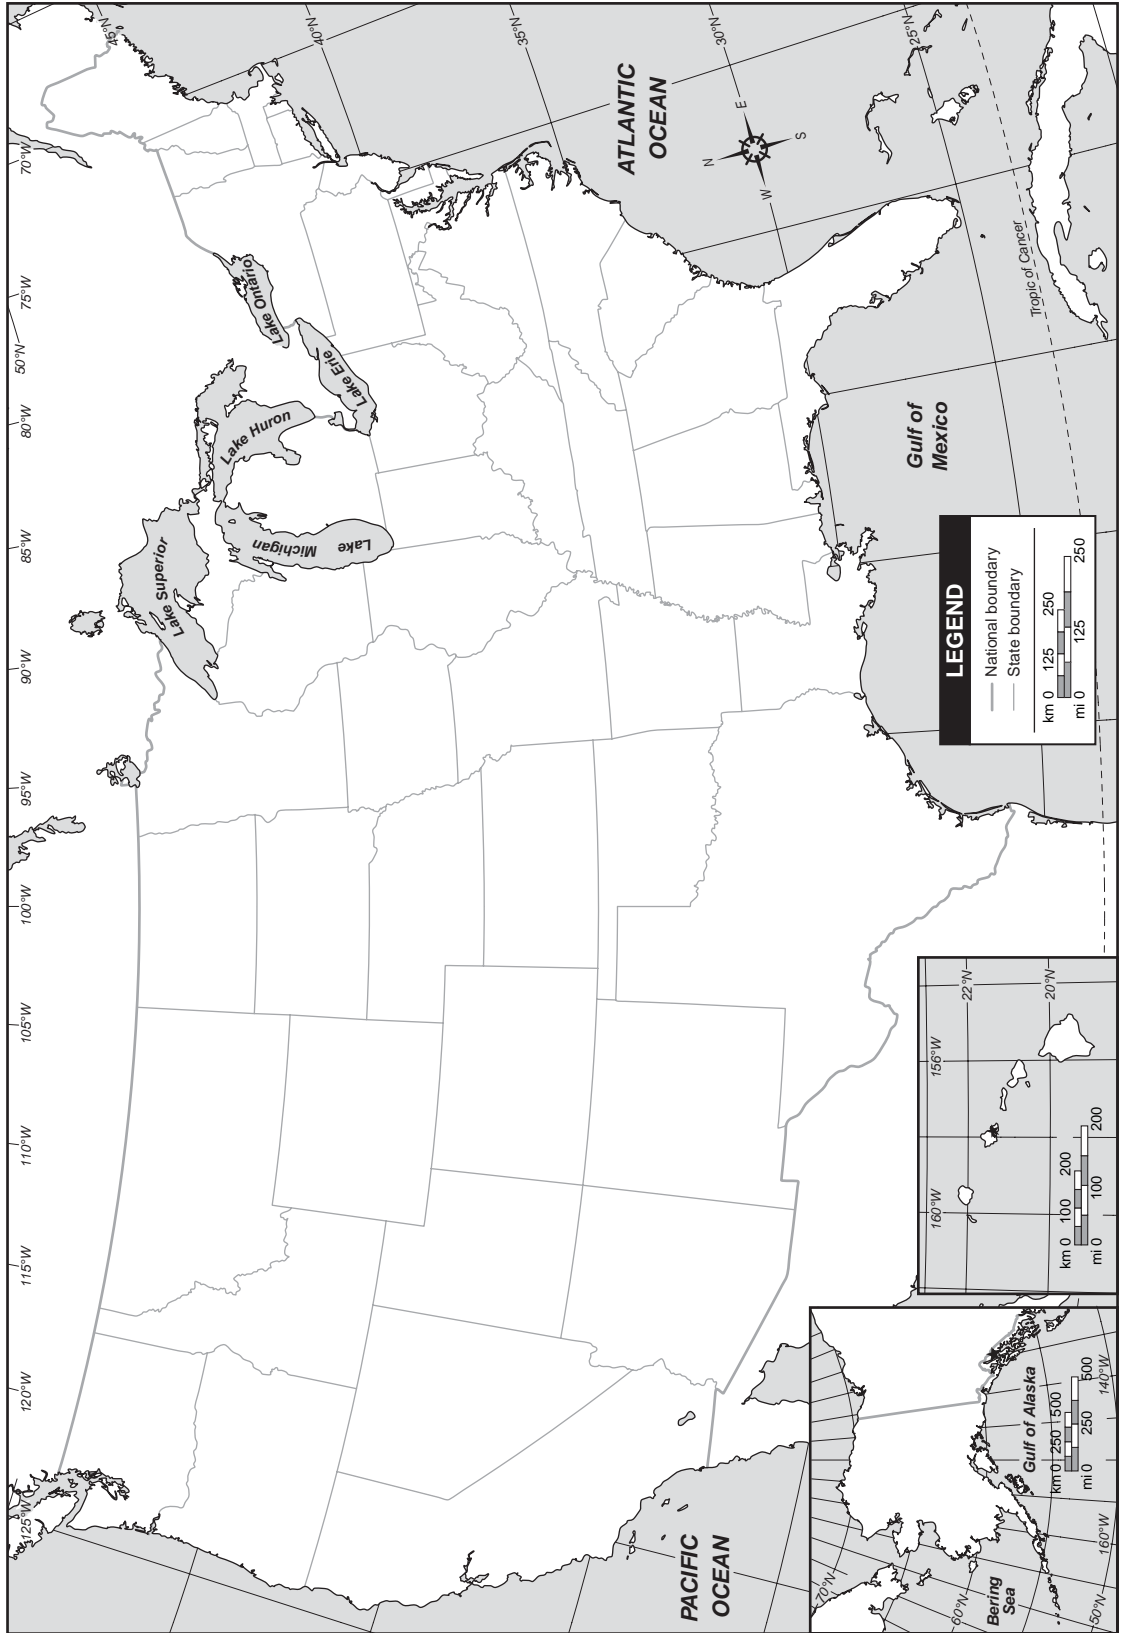 125°W
120°W
115°W
110°W
105°W
100°W
95°W
90°W
85°W
80°W
50°N
75°W
70°W
45°N
Lake Superior
Lake Huron
Lake Ontario
Lake
Michigan
Lake Erie
40°N
35°N
30°N
25°N
ATLANTIC
OCEAN
N
E
S
W
PACIFIC
OCEAN
Gulf of
Mexico
Tropic of Cancer
LEGEND
National boundary
State boundary
km 0 125 250
mi 0 125 250
70°N
60°N
50°N
Bering
Sea
Gulf of Alaska
km 0 250 500
mi 0 250 500
160°W
140°W
160°W
156°W
22°N
20°N
km 0 100 200
mi 0 100 200